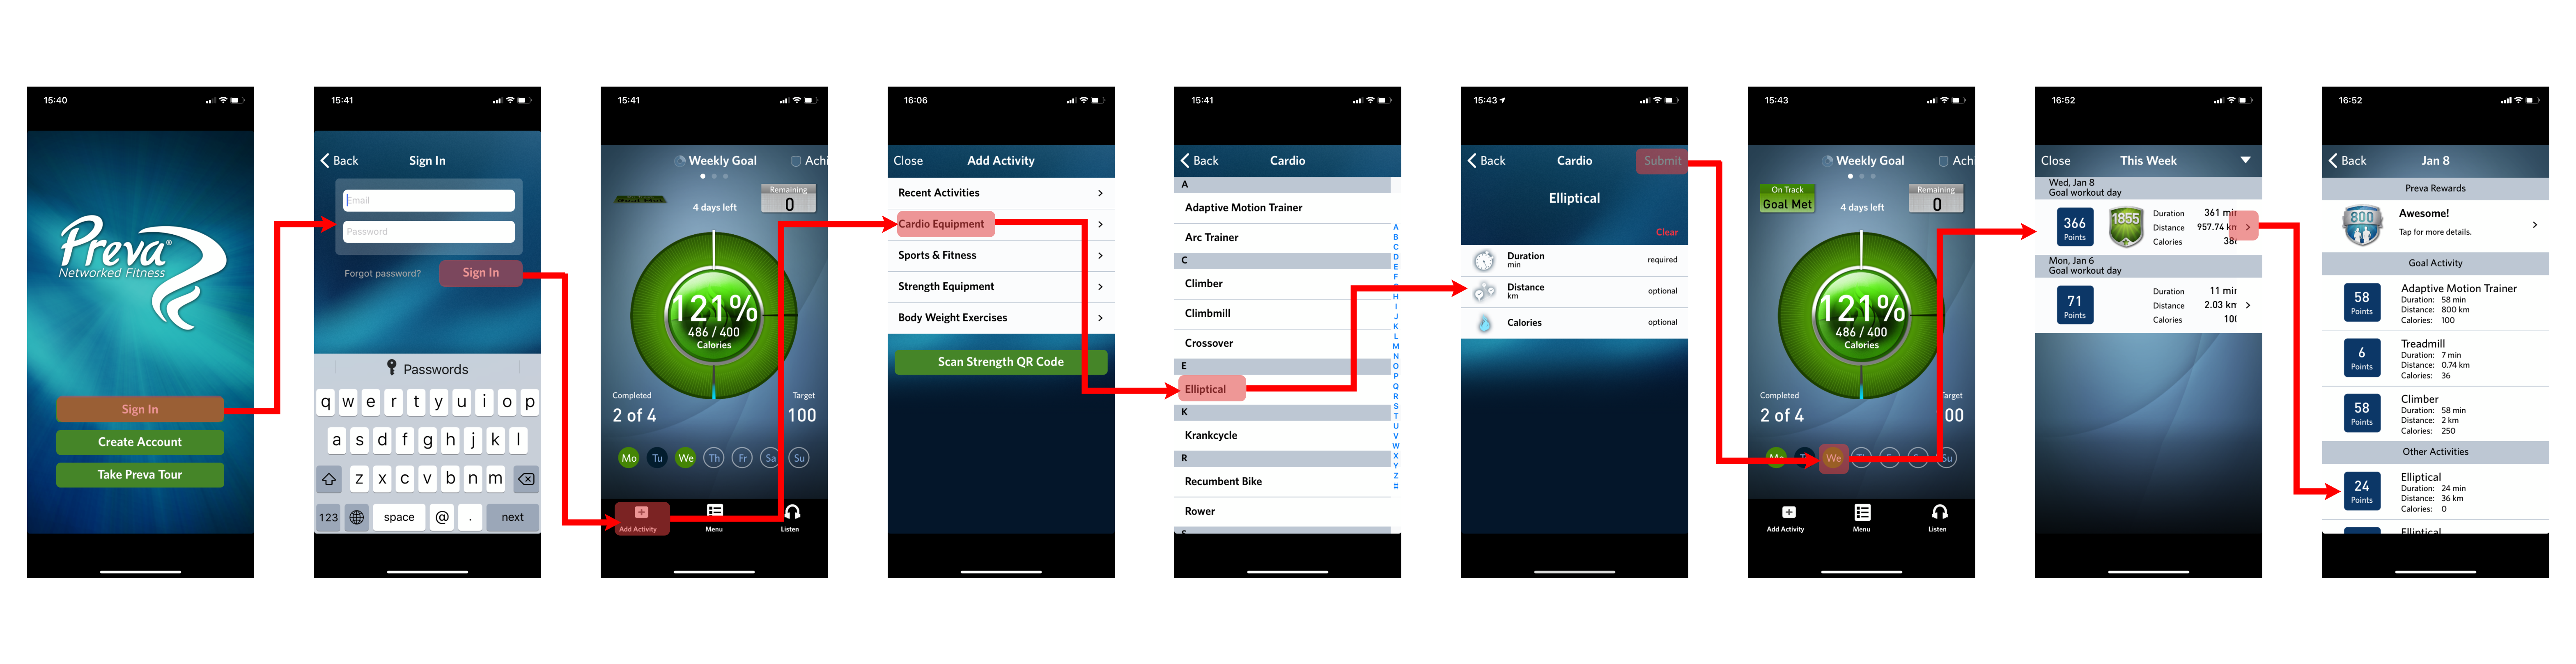 15:40
Preva®
Networked Fitness
Sign In
Create Account
Take Preva Tour
15:41
Back
Sign In
Email
Password
Forgot password?
Sign In
Passwords
q w e r t y u i o p
a s d f g h j k l
z x c v b n m
123
space
@
.
next
15:41
Weekly Goal
Achi
Goal Met
4 days left
Remaining
0
121%
486 / 400
Calories
Completed
2 of 4
Target
100
Mo Tu We Th Fr Sa Su
Add Activity
Menu
Listen
16:06
Close
Add Activity
Recent Activities
Cardio Equipment
Sports & Fitness
Strength Equipment
Body Weight Exercises
Scan Strength QR Code
15:41
Back
Cardio
A
Adaptive Motion Trainer
Arc Trainer
C
Climber
Climbmill
Crossover
E
Elliptical
K
Krankcycle
R
Recumbent Bike
Rower
S
A
B
C
D
E
F
H
I
J
K
L
M
N
O
P
Q
R
S
T
U
V
W
X
Y
Z
#
15:43
Back
Cardio
Submit
Elliptical
Clear
Duration
min
required
Distance
km
optional
Calories
optional
15:43
Weekly Goal
Achi
On Track
Goal Met
4 days left
Remaining
0
121%
486 / 400
Calories
Completed
2 of 4
Target
00
Mo T We Th F S Su
Add Activity
Menu
Listen
16:52
Close
This Week
Wed, Jan 8
Goal workout day
366
Points
1855
Duration
361 min
Distance
957.74 km
Calories
38
Mon, Jan 6
Goal workout day
71
Points
Duration
11 min
Distance
2.03 km
Calories
100
16:52
Back
Jan 8
Preva Rewards
800
Awesome!
Tap for more details.
Goal Activity
58
Points
Adaptive Motion Trainer
Duration: 58 min
Distance: 800 km
Calories: 100
6
Points
Treadmill
Duration: 7 min
Distance: 0.74 km
Calories: 36
58
Points
Climber
Duration: 58 min
Distance: 2 km
Calories: 250
Other Activities
24
Points
Elliptical
Duration: 24 min
Distance: 36 km
Calories: 0
Elliptical